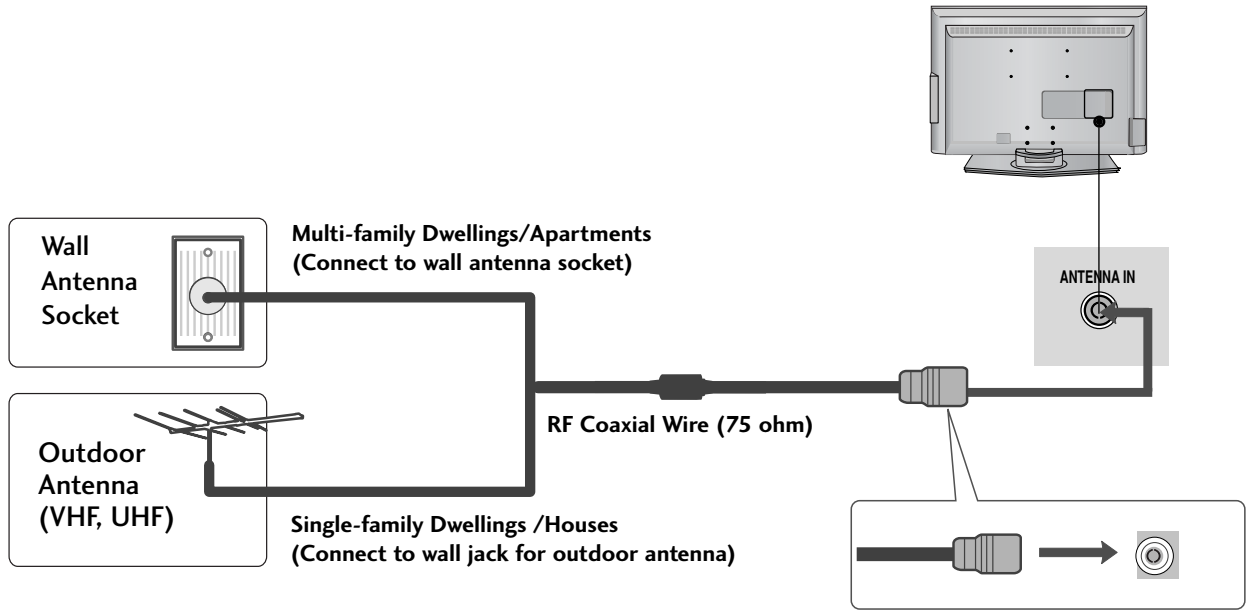 Wall
Antenna
Socket
Multi-family Dwellings/Apartments
(Connect to wall antenna socket)
ANTENNA IN
RF Coaxial Wire (75 ohm)
Outdoor
Antenna
(VHF, UHF)
Single-family Dwellings /Houses
(Connect to wall jack for outdoor antenna)